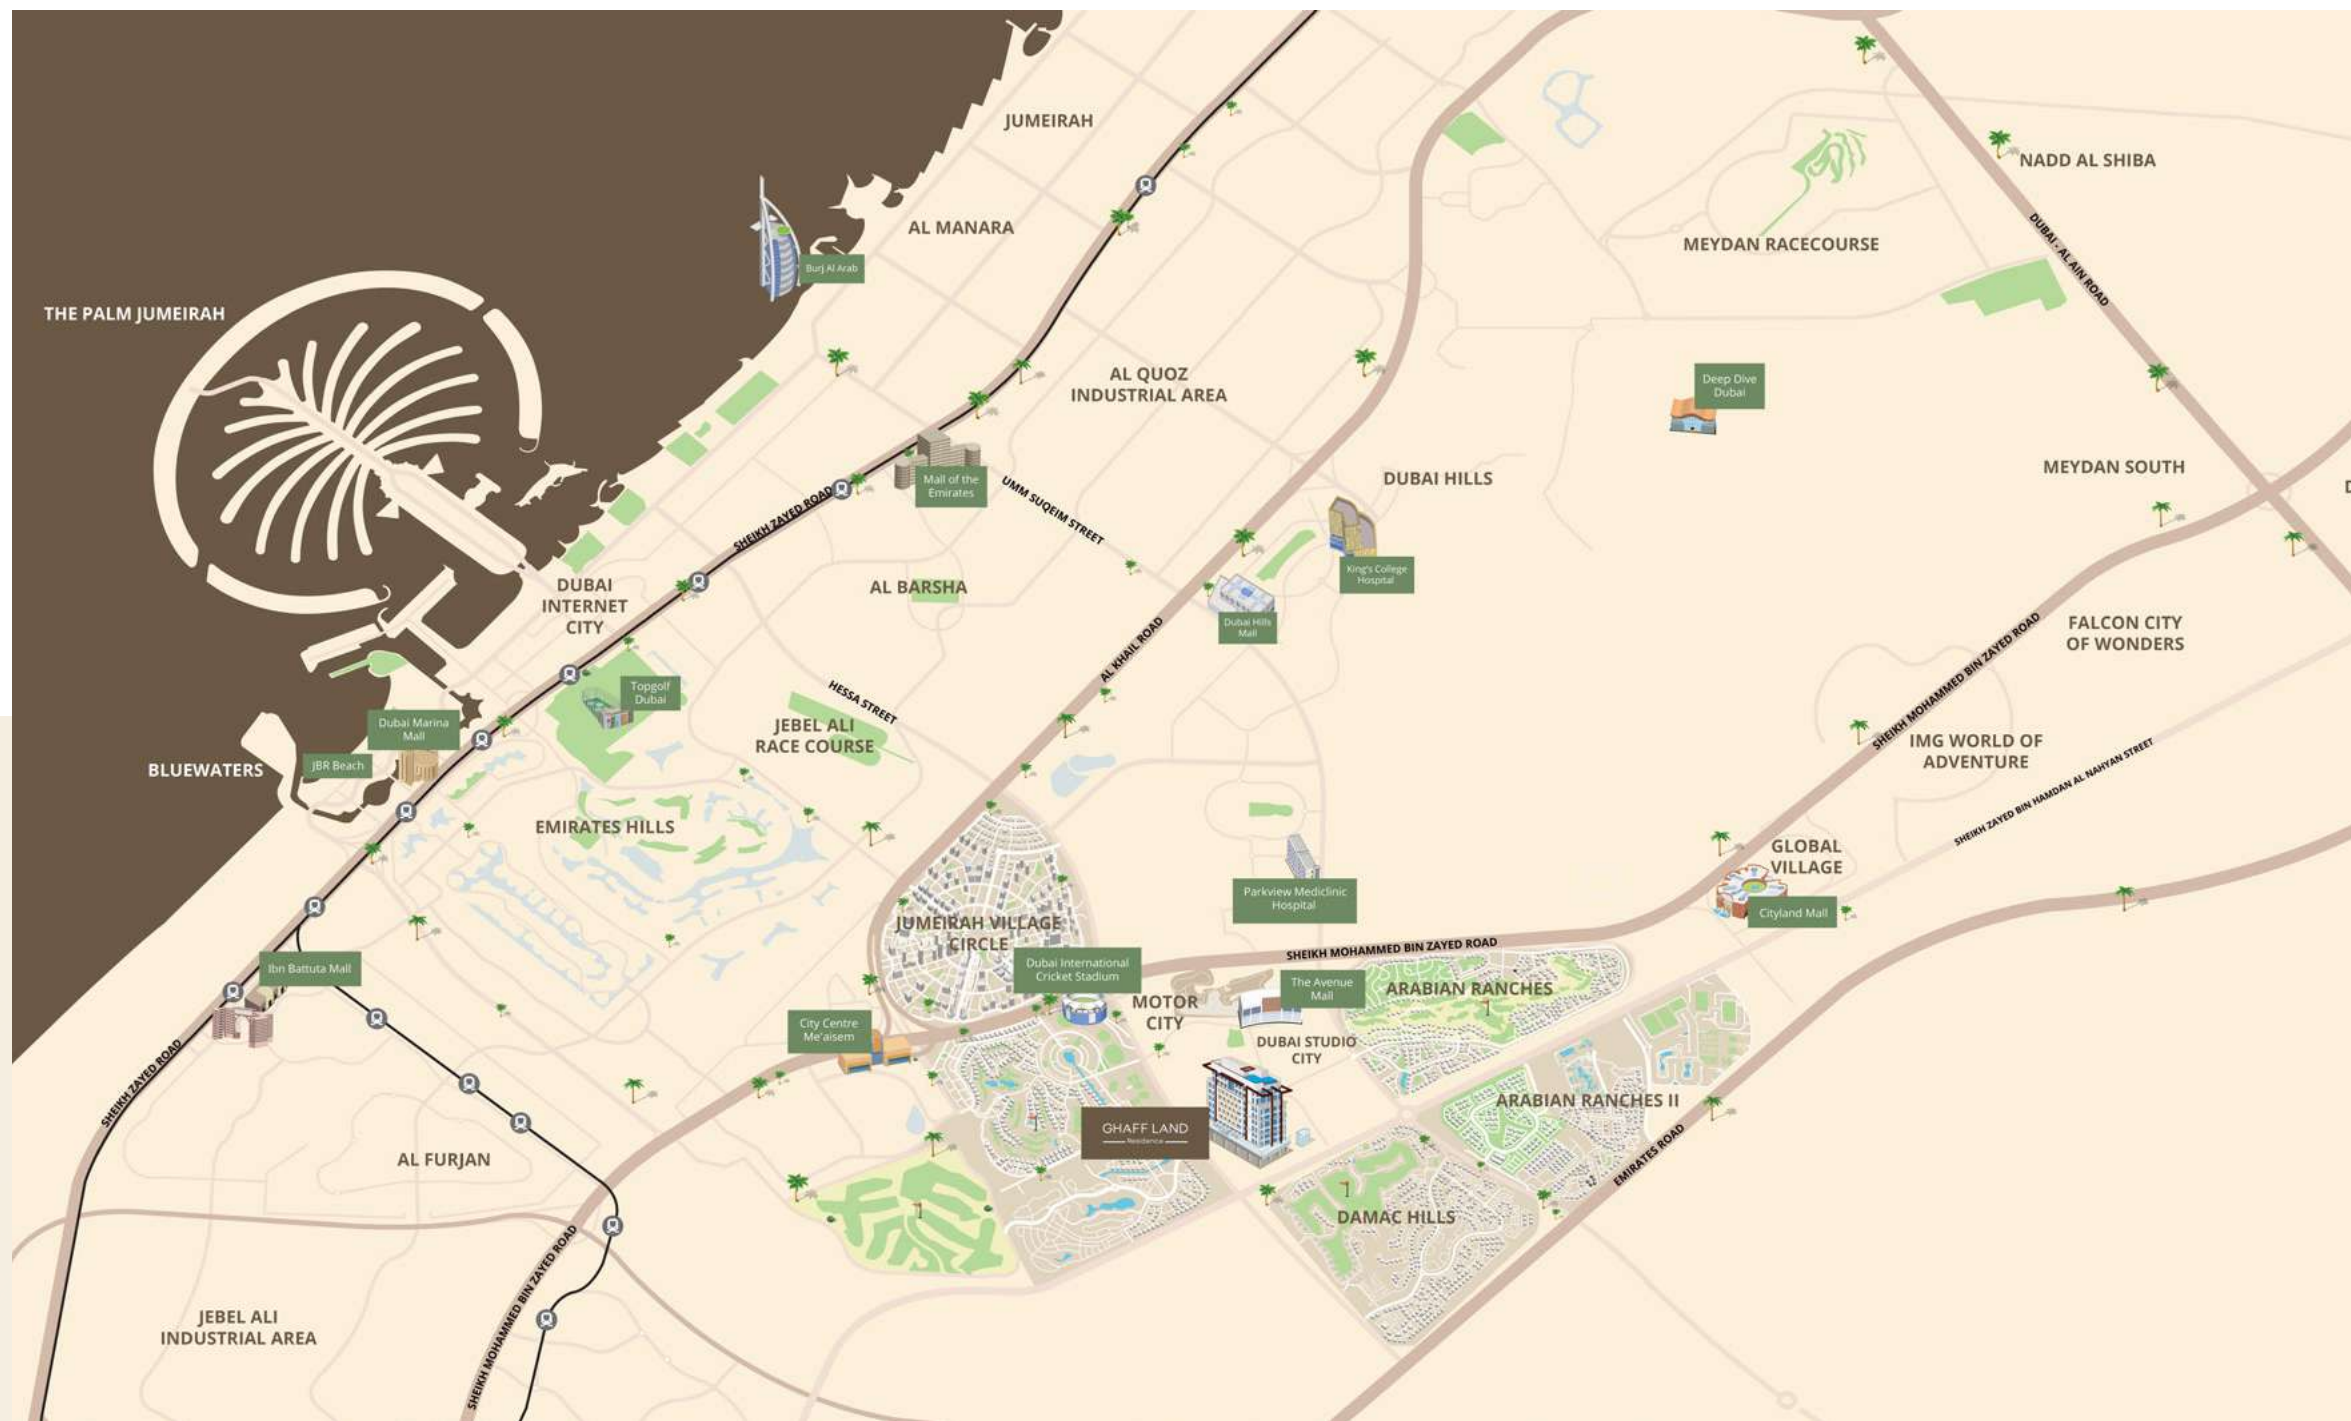 JUMEIRAH
NADD AL SHIBA
AL MANARA
MEYDAN RACECOURSE
DUBAI - AL AIN ROAD
Burj Al Arab
THE PALM JUMEIRAH
AL QUOZ
INDUSTRIAL AREA
Deep Dive
Dubai
MEYDAN SOUTH
D
DUBAI HILLS
Mall of the
Emirates
UMM SUQEIM STREET
SHEIKH ZAYED ROAD
King's College
Hospital
DUBAI
INTERNET
CITY
AL BARSHA
Dubai Hills
Mall
AL KHAIL ROAD
FALCON CITY
OF WONDERS
SHEIKH MOHAMMED BIN ZAYED ROAD
Topgolf
Dubai
HESSA STREET
JEBEL ALI
RACE COURSE
Dubai Marina
Mall
JBR Beach
BLUEWATERS
IMG WORLD OF
ADVENTURE
SHEIKH ZAYED BIN HAMDAN AL NAHYAN STREET
EMIRATES HILLS
GLOBAL
VILLAGE
Cityland Mall
Parkview Mediclinic
Hospital
JUMEIRAH VILLAGE
CIRCLE
SHEIKH MOHAMMED BIN ZAYED ROAD
Dubai International
Cricket Stadium
Ibn Battuta Mall
The Avenue
Mall
ARABIAN RANCHES
MOTOR
CITY
City Centre
Me'aisem
DUBAI STUDIO
CITY
SHEIKH ZAYED ROAD
ARABIAN RANCHES II
GHAFF LAND
Residence
EMIRATES ROAD
AL FURJAN
DAMAC HILLS
SHEIKH MOHAMMED BIN ZAYED ROAD
JEBEL ALI
INDUSTRIAL AREA